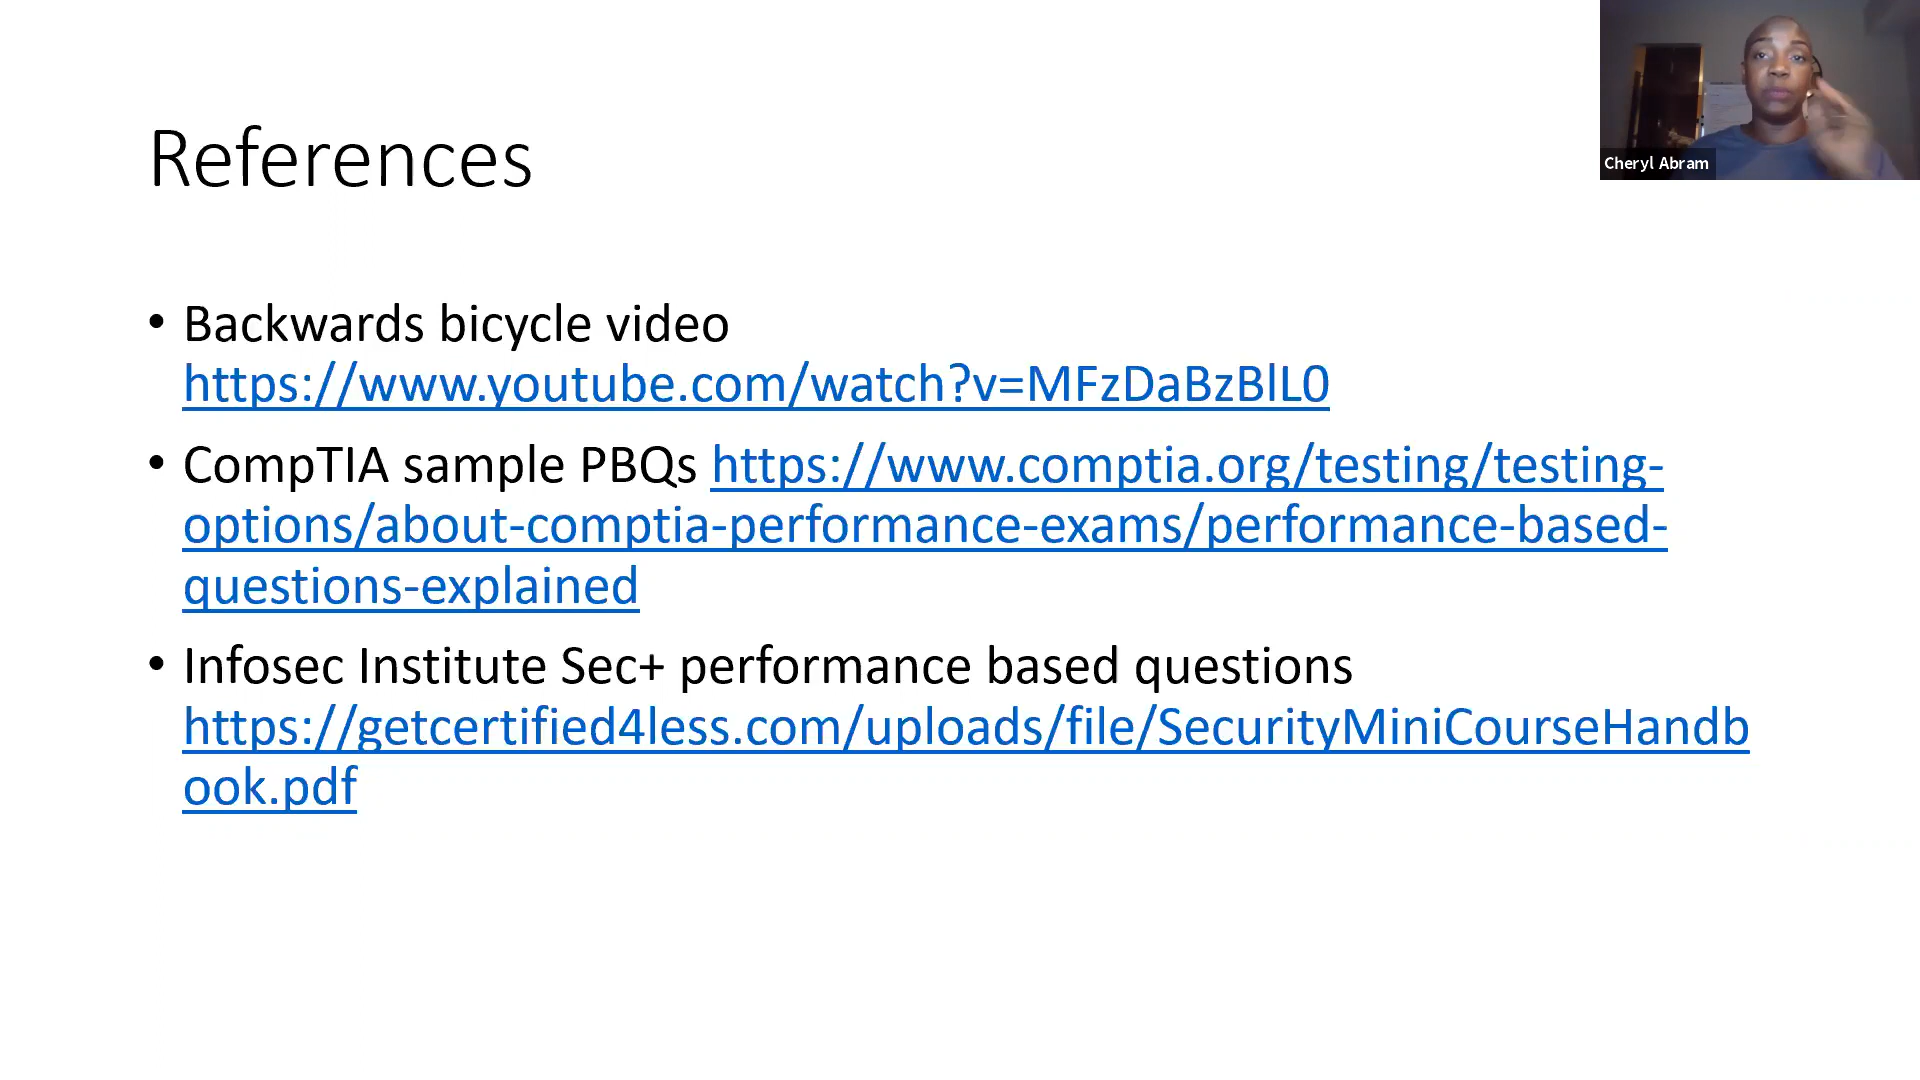 Cheryl Abram
References
• Backwards bicycle video
https://www.youtube.com/watch?v=MFzDaBzBlL0
• CompTIA sample PBQs https://www.comptia.org/testing/testing-
options/about-comptia-performance-exams/performance-based-
questions-explained
• Infosec Institute Sec+ performance based questions
https://getcertified4less.com/uploads/file/SecurityMiniCourseHandb
ook.pdf